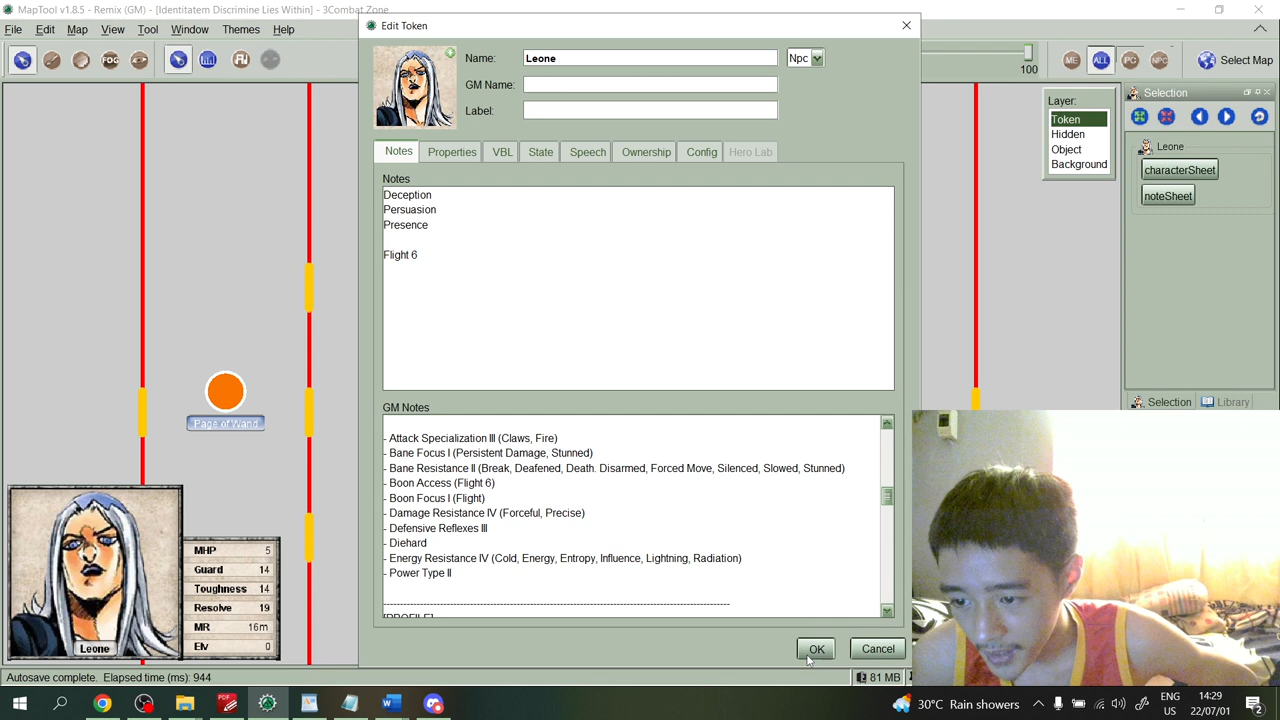 MapTool v1.8.5 - Remix (GM) - [Identitatem Discrimine Lies Within] - 3Combat Zone
File Edit Map View Tool Window Themes Help
FOG
100
ME ALL PC NPC Select Map
Edit Token
Name: Leone Npc
GM Name:
Label:
Notes Properties VBL State Speech Ownership Config Hero Lab
Notes
Deception
Persuasion
Presence
Flight 6
GM Notes
- Attack Specialization III (Claws, Fire)
- Bane Focus I (Persistent Damage, Stunned)
- Bane Resistance II (Break, Deafened, Death. Disarmed, Forced Move, Silenced, Slowed, Stunned)
- Boon Access (Flight 6)
- Boon Focus I (Flight)
- Damage Resistance IV (Forceful, Precise)
- Defensive Reflexes III
- Diehard
- Energy Resistance IV (Cold, Energy, Entropy, Influence, Lightning, Radiation)
- Power Type II
--------------------------------------------------------------------------------------------------------
[PROFILE]
OK Cancel
Layer:
Token
Hidden
Object
Background
Selection
Leone
characterSheet
noteSheet
Selection Library
Page of Wand
Leone
MHP 5
Guard 14
Toughness 14
Resolve 19
MR 16m
Elv 0
Autosave complete. Elapsed time (ms): 944
81 MB
30°C Rain showers
ENG
US
14:29
22/07/01